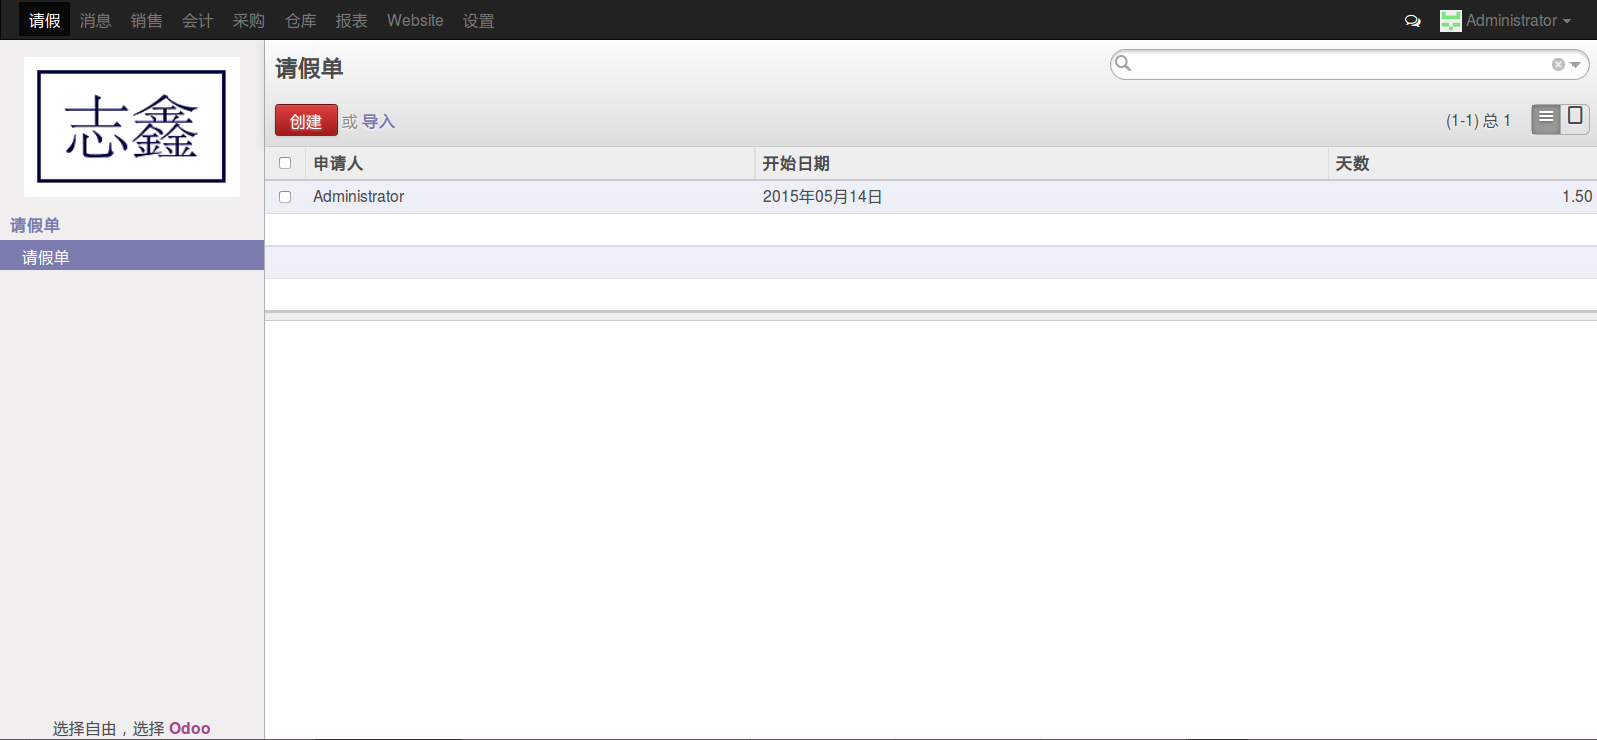 请假 消息 销售 会计 采购 仓库 报表 Website 设置 Administrator
志鑫
请假单
请假单
请假单
创建 或 导入
(1-1) 总 1
申请人 开始日期 天数
Administrator 2015年05月14日 1.50
选择自由，选择 Odoo